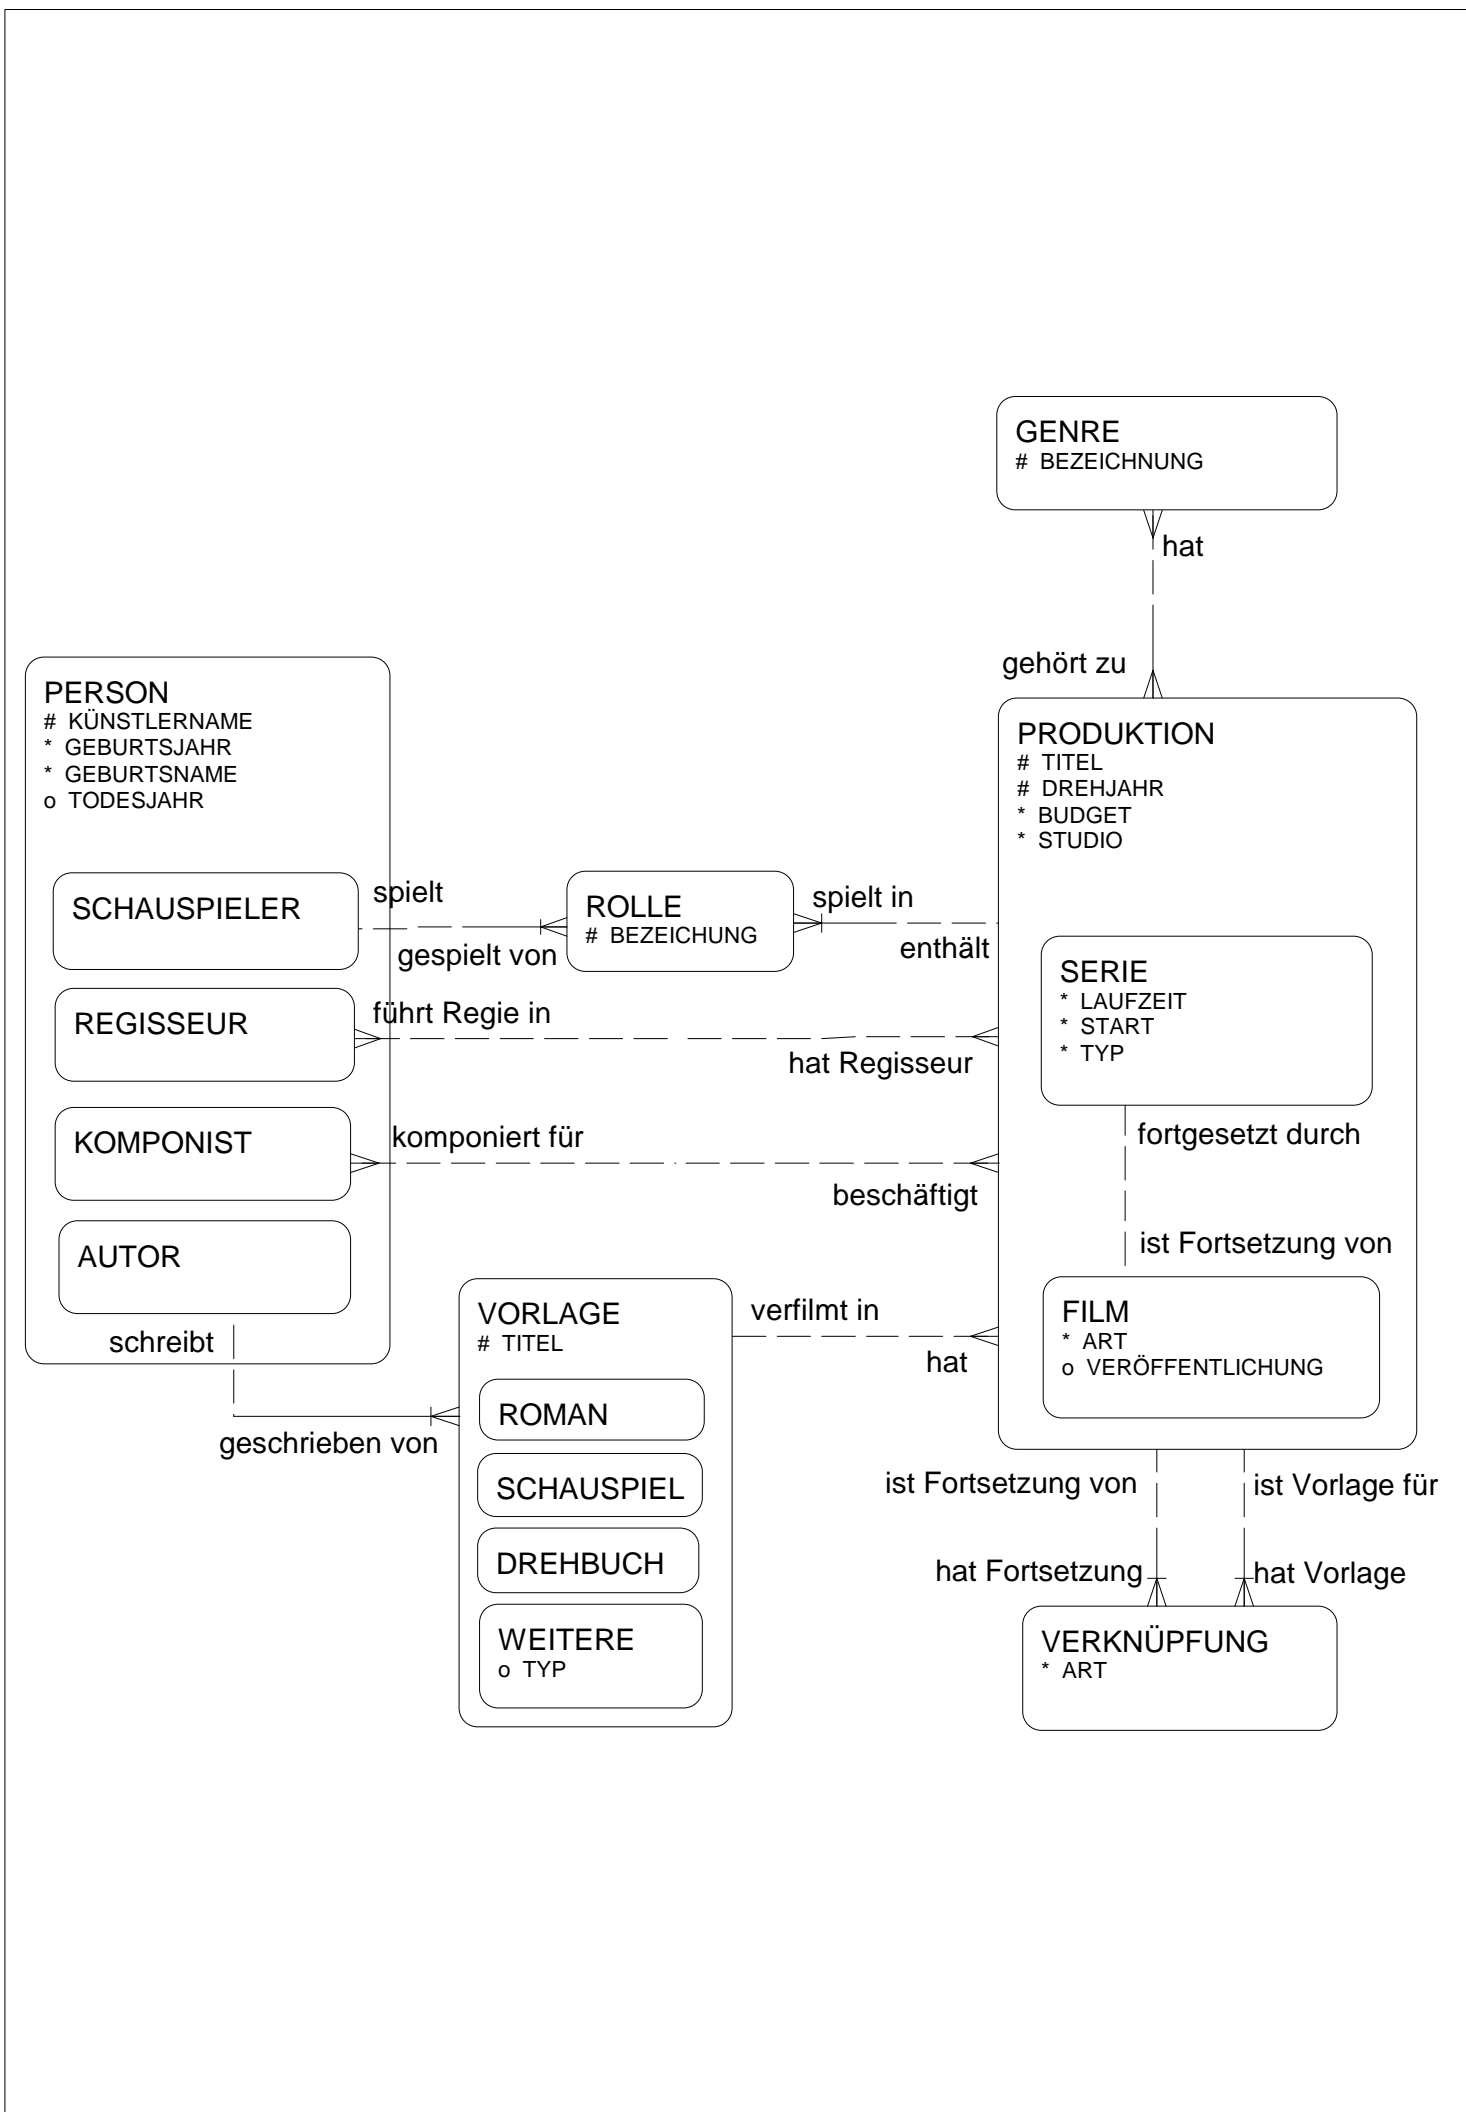 GENRE
# BEZEICHNUNG
hat
gehört zu
PERSON
# KÜNSTLERNAME
* GEBURTSJAHR
* GEBURTSNAME
o TODESJAHR
PRODUKTION
# TITEL
# DREHJAHR
* BUDGET
* STUDIO
SCHAUSPIELER
spielt
gespielt von
ROLLE
# BEZEICHUNG
spielt in
enthält
SERIE
* LAUFZEIT
* START
* TYP
REGISSEUR
führt Regie in
hat Regisseur
KOMPONIST
komponiert für
beschäftigt
fortgesetzt durch
ist Fortsetzung von
AUTOR
schreibt
geschrieben von
VORLAGE
# TITEL
verfilmt in
hat
FILM
* ART
o VERÖFFENTLICHUNG
ROMAN
SCHAUSPIEL
DREHBUCH
WEITERE
o TYP
ist Fortsetzung von
ist Vorlage für
hat Fortsetzung
hat Vorlage
VERKNÜPFUNG
* ART